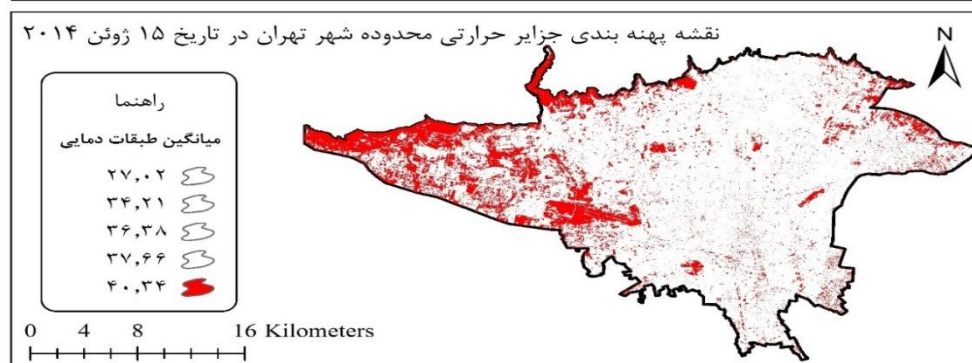 نقشه پهنه بندی جزایر حرارتی محدوده شهر تهران در تاریخ ۱۵ ژوئن ۲۰۱۴
N
راهنما
میانگین طبقات دمایی
۲۷,۰۲
۳۴,۲۱
۳۶,۳۸
۳۷,۶۶
۴۰,۳۴
0 4 8 16 Kilometers